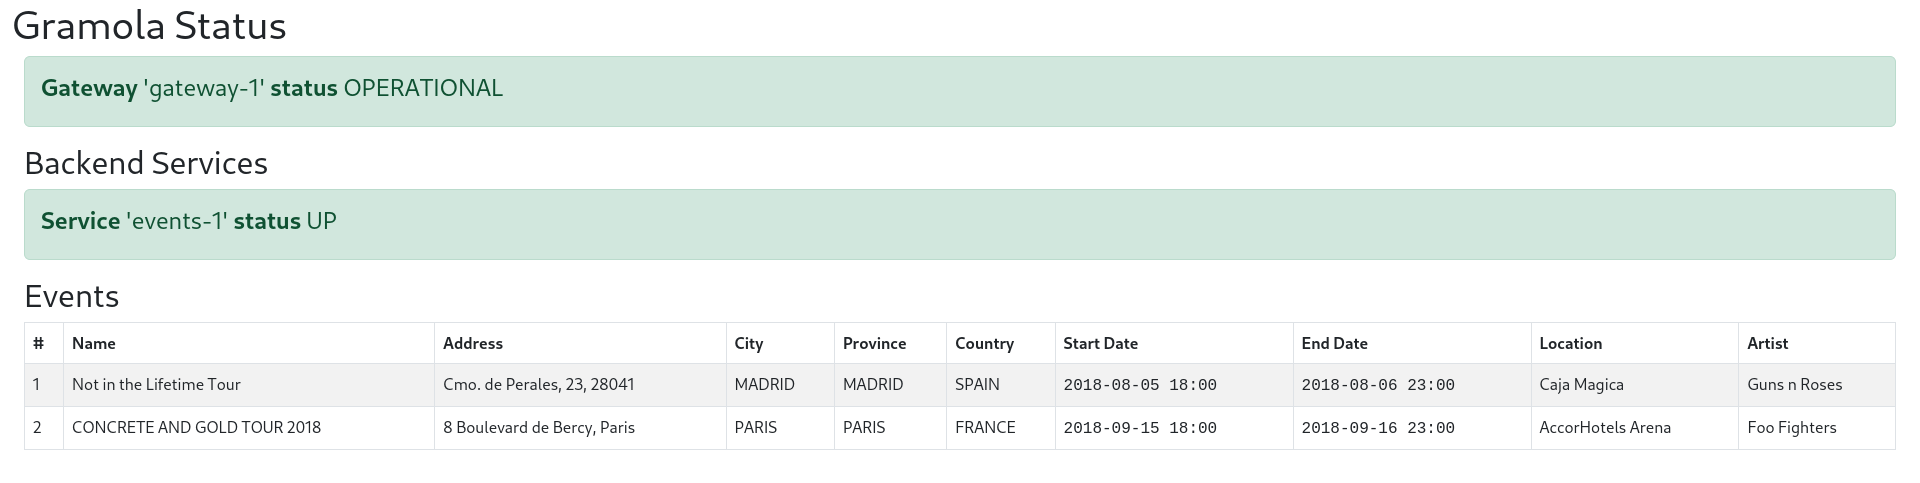 Gramola Status
Gateway 'gateway-1' status OPERATIONAL
Backend Services
Service 'events-1' status UP
Events
# Name Address City Province Country Start Date End Date Location Artist
1 Not in the Lifetime Tour Cmo. de Perales, 23, 28041 MADRID MADRID SPAIN 2018-08-05 18:00 2018-08-06 23:00 Caja Magica Guns n Roses
2 CONCRETE AND GOLD TOUR 2018 8 Boulevard de Bercy, Paris PARIS PARIS FRANCE 2018-09-15 18:00 2018-09-16 23:00 AccorHotels Arena Foo Fighters